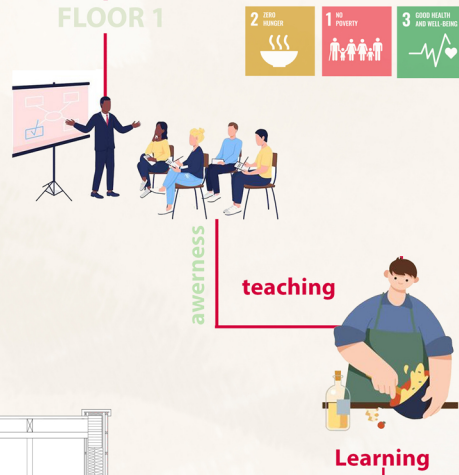 FLOOR 1
2 ZERO
HUNGER
1 NO
POVERTY
3 GOOD HEALTH
AND WELL-BEING
awerness
teaching
Learning